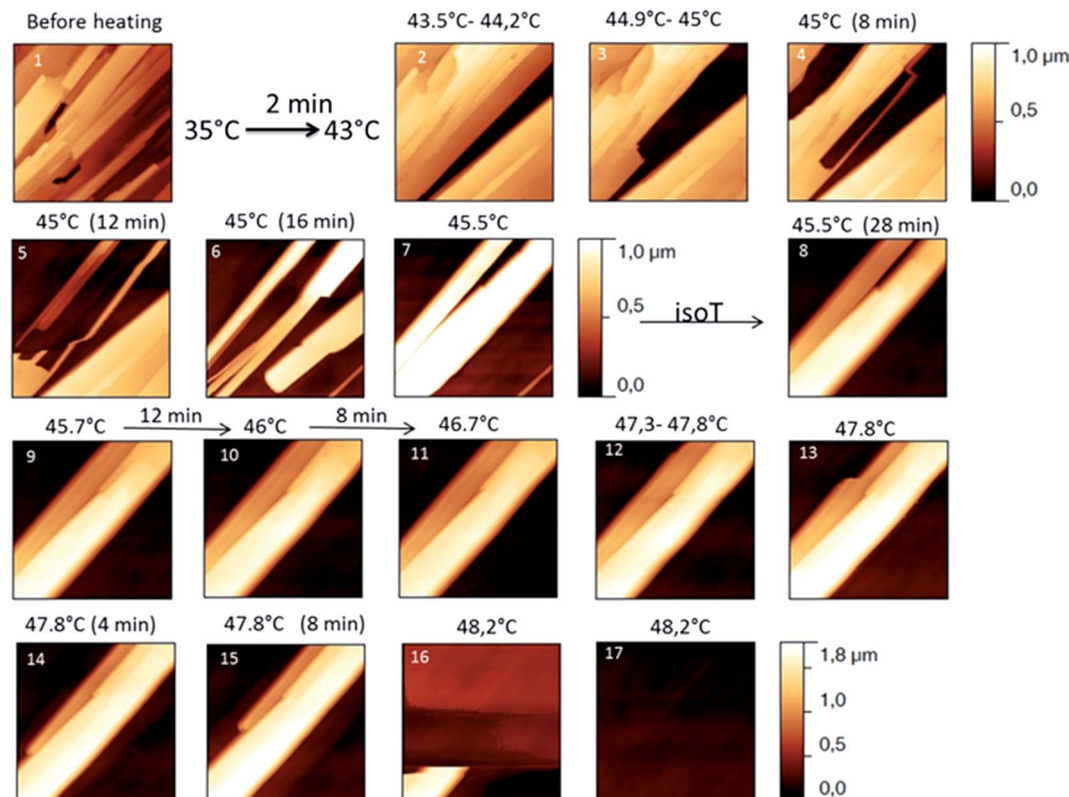 Before heating
43.5°C- 44,2°C
44.9°C- 45°C
45°C (8 min)
1
2 min
35°C
43°C
2
3
4
1,0 µm
0,5
0,0
45°C (12 min)
45°C (16 min)
45.5°C
45.5°C (28 min)
5
6
7
1,0 µm
0,5
0,0
isoT
8
45.7°C
12 min
46°C
8 min
46.7°C
47,3- 47,8°C
47.8°C
9
10
11
12
13
47.8°C (4 min)
47.8°C (8 min)
48,2°C
48,2°C
14
15
16
17
1,8 µm
1,0
0,5
0,0